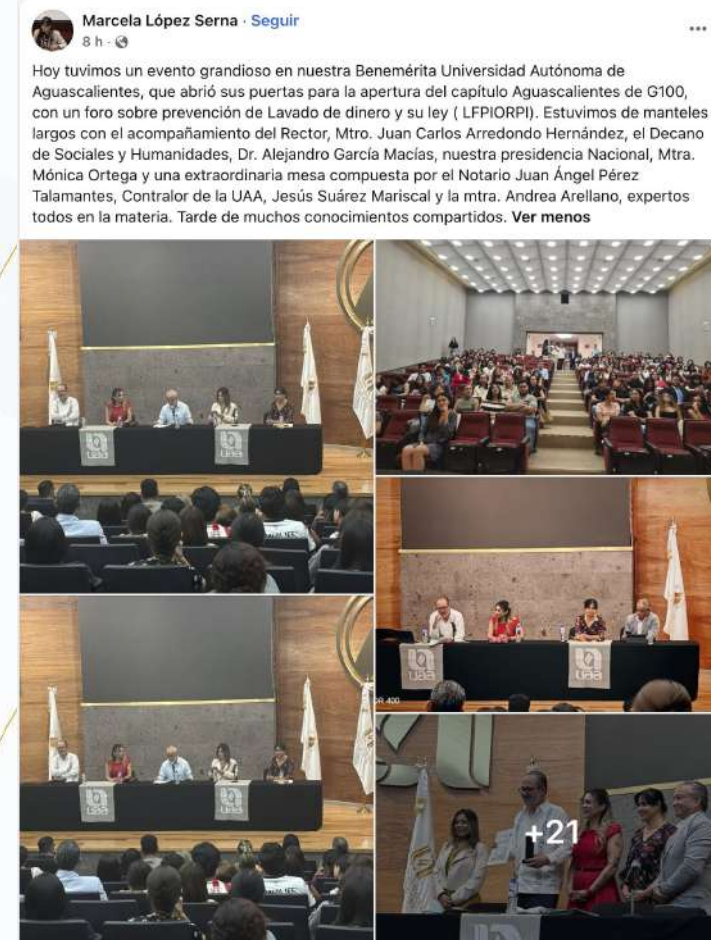 Marcela López Serna · Seguir
8 h ·
Hoy tuvimos un evento grandioso en nuestra Benemérita Universidad Autónoma de
Aguascalientes, que abrió sus puertas para la apertura del capítulo Aguascalientes de G100,
con un foro sobre prevención de Lavado de dinero y su ley ( LFPIORPI). Estuvimos de manteles
largos con el acompañamiento del Rector, Mtro. Juan Carlos Arredondo Hernández, el Decano
de Sociales y Humanidades, Dr. Alejandro García Macías, nuestra presidencia Nacional, Mtra.
Mónica Ortega y una extraordinaria mesa compuesta por el Notario Juan Ángel Pérez
Talamantes, Contralor de la UAA, Jesús Suárez Mariscal y la mtra. Andrea Arellano, expertos
todos en la materia. Tarde de muchos conocimientos compartidos. Ver menos
uaa
uaa
uaa
uaa
uaa
uaa
+21